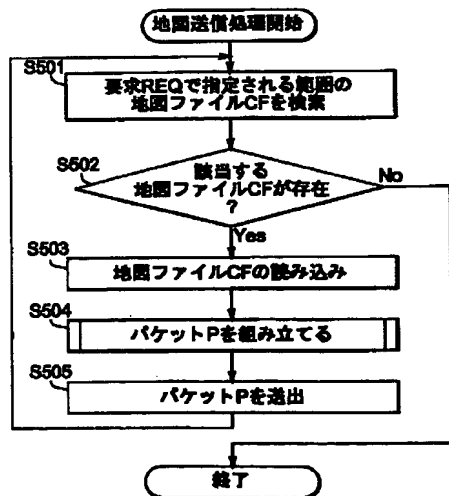 地図送信処理開始
S501
要求REQで指定される範囲の
地図ファイルCFを検索
S502
該当する
地図ファイルCFが存在
?
No
Yes
S503
地図ファイルCFの読み込み
S504
パケットPを組み立てる
S505
パケットPを送出
終了